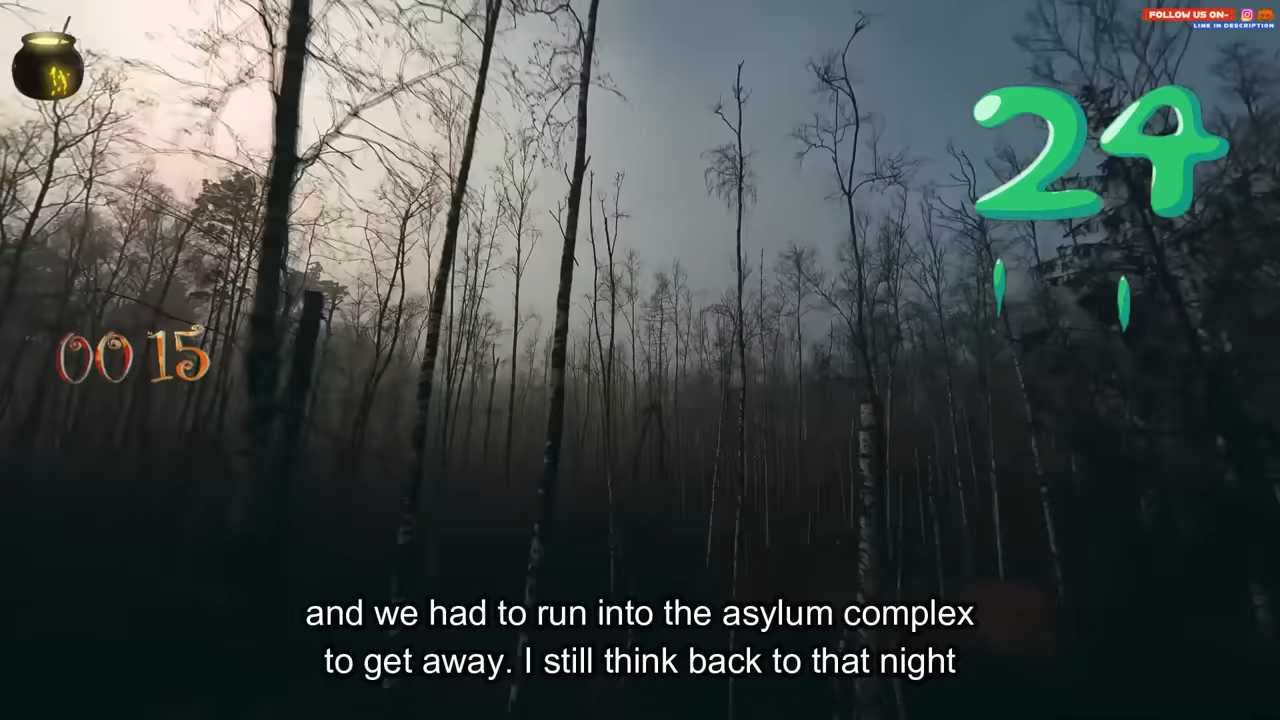 FOLLOW US ON-
LINK IN DESCRIPTION
24
00 15
and we had to run into the asylum complex
to get away. I still think back to that night